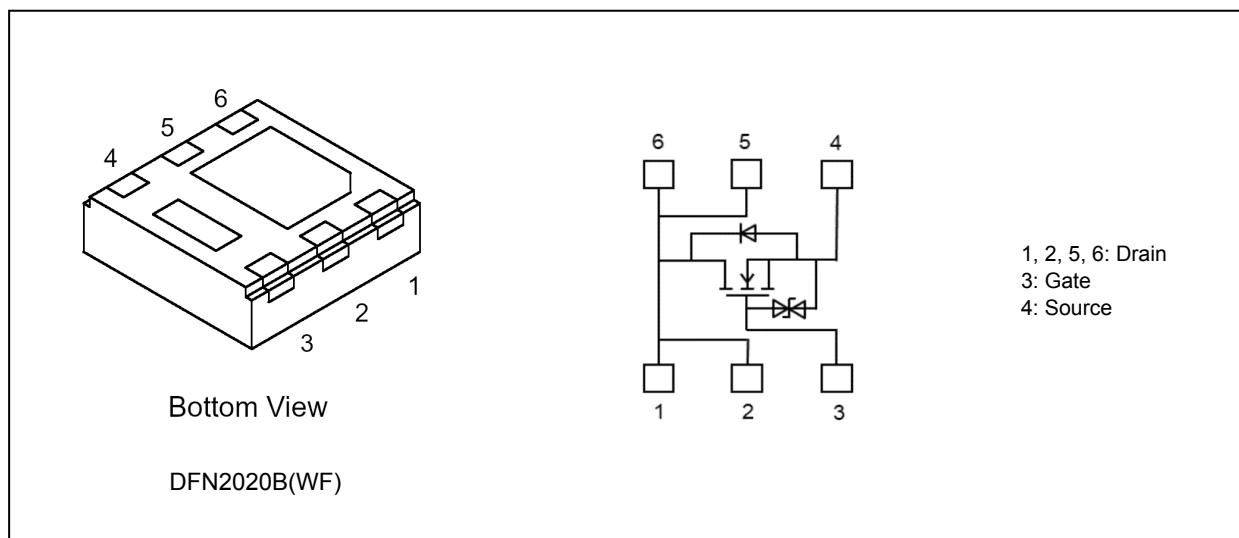 6
5
4
1
2
3
Bottom View
DFN2020B(WF)
6 5 4
1 2 3
1, 2, 5, 6: Drain
3: Gate
4: Source